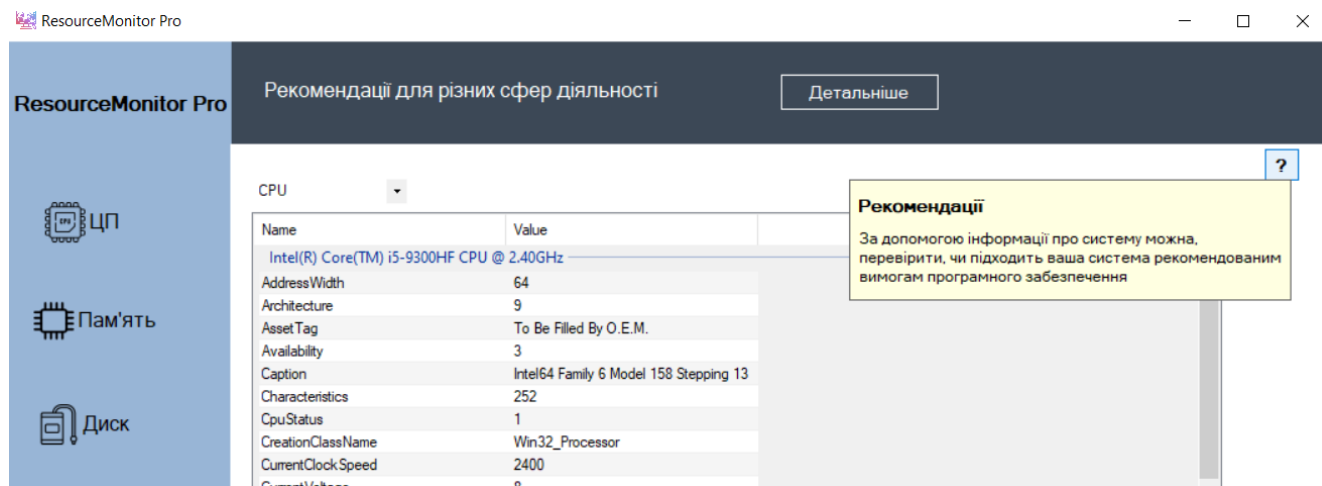 ResourceMonitor Pro
ResourceMonitor Pro
Рекомендації для різних сфер діяльності
Детальніше
?
CPU
Рекомендації
За допомогою інформації про систему можна,
перевірити, чи підходить ваша система рекомендованим
вимогам програмного забезпечення
CPU
ЦП
Пам'ять
Диск
Name Value
Intel(R) Core(TM) i5-9300HF CPU @ 2.40GHz
AddressWidth 64
Architecture 9
AssetTag To Be Filled By O.E.M.
Availability 3
Caption Intel64 Family 6 Model 158 Stepping 13
Characteristics 252
CpuStatus 1
CreationClassName Win32_Processor
CurrentClockSpeed 2400
CurrentVoltage 8